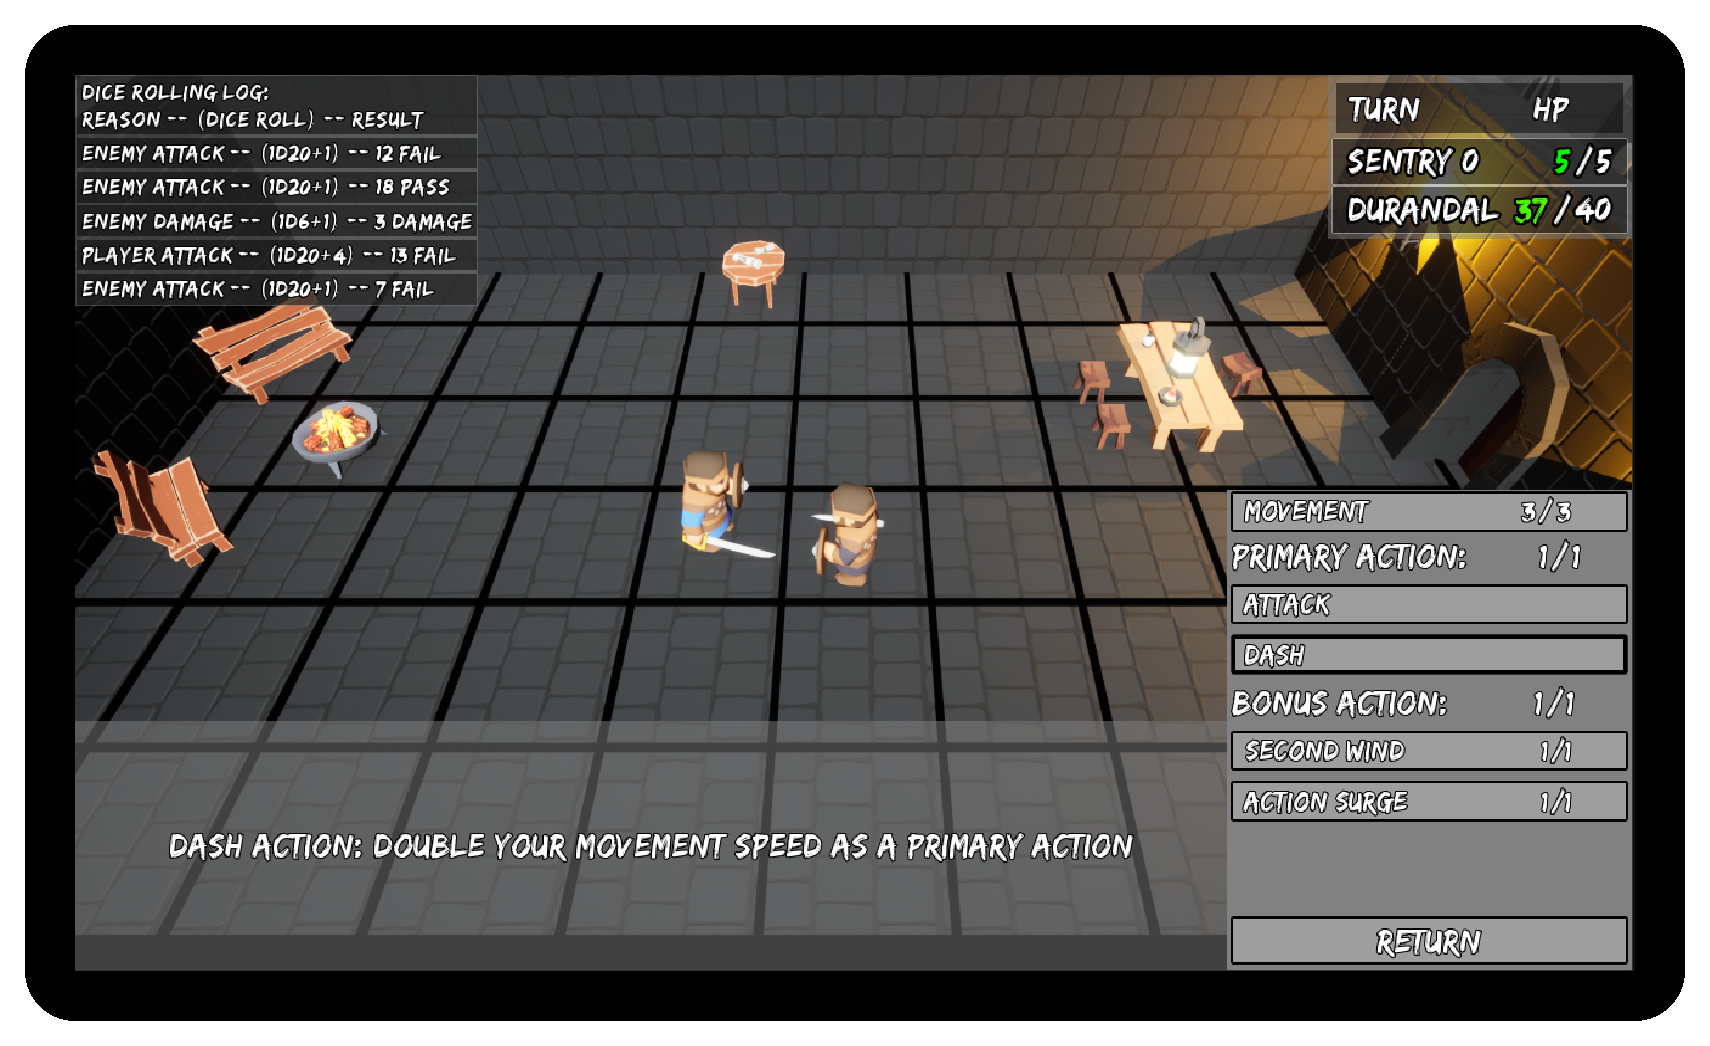 DICE ROLLING LOG:
REASON -- (DICE ROLL) -- RESULT
ENEMY ATTACK -- (1D20+1) -- 12 FAIL
ENEMY ATTACK -- (1D20+1) -- 18 PASS
ENEMY DAMAGE -- (1D6+1) -- 3 DAMAGE
PLAYER ATTACK -- (1D20+4) -- 13 FAIL
ENEMY ATTACK -- (1D20+1) -- 7 FAIL
TURN HP
SENTRY 0 5/5
DURANDAL 37/40
MOVEMENT 3/3
PRIMARY ACTION: 1/1
ATTACK
DASH
BONUS ACTION: 1/1
SECOND WIND 1/1
ACTION SURGE 1/1
RETURN
DASH ACTION: DOUBLE YOUR MOVEMENT SPEED AS A PRIMARY ACTION